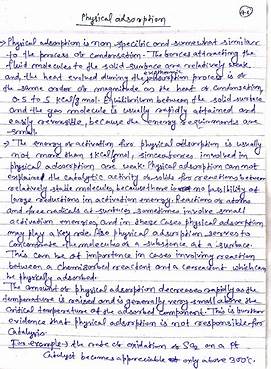 Physical adsorption
→ Physical adsorption is non specific and somewhat similar
to the process of condensation. The forces attracting the
fluid molecules to the solid surface are relatively weak,
and the heat evolved during the exothermic adsorption process is of
the same order of magnitude as the heat of condensation,
0.5 to 5 kcal/g mol. Equilibrium between the solid surface
and the gas molecule is usually rapidly attained and
easily reversible, because the energy requirements are
small.
→ The energy of activation for physical adsorption is usually
not more than 1 kcal/gmol, since forces involved in
physical adsorption are weak. Physical adsorption can not
explained the catalytic activity of solids for reactions between
relatively stable molecules, because there is no possibility of
large reductions in activation energy. Reactions of atoms
and free radicals at surfaces sometimes involve small
activation energies, and in these cases physical adsorption
may play a key role. Also physical adsorption serves to
concentrate the molecules of a substance at a surface.
This can be of importance in cases involving reaction
between a chemisorbed reactant and a coreactant which can
be physically adsorbed.
The amount of physical adsorption decreases rapidly as the
temperature is raised and is generally very small above the
critical temperature of the adsorbed component. This is further
evidence that physical adsorption is not responsible for
Catalysis.
For example:- the rate of oxidation of SO2 on a Pt
Catalyst becomes appreciable only above 300°C.